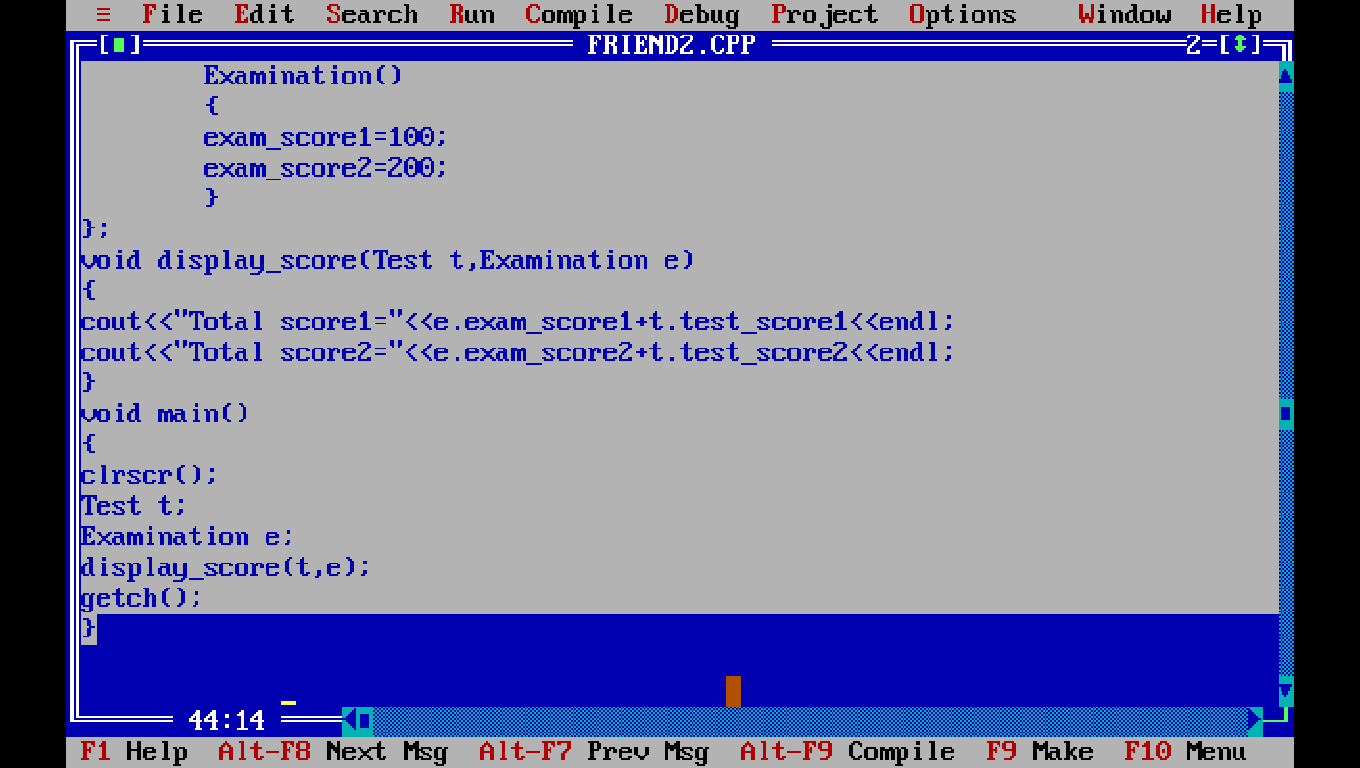 ≡ File Edit Search Run Compile Debug Project Options Window Help
[■] FRIEND2.CPP 2=[↕]
Examination()
{
exam_score1=100;
exam_score2=200;
}
};
void display_score(Test t,Examination e)
{
cout<<"Total score1="<<e.exam_score1+t.test_score1<<endl;
cout<<"Total score2="<<e.exam_score2+t.test_score2<<endl;
}
void main()
{
clrscr();
Test t;
Examination e;
display_score(t,e);
getch();
}
44:14
F1 Help Alt-F8 Next Msg Alt-F7 Prev Msg Alt-F9 Compile F9 Make F10 Menu